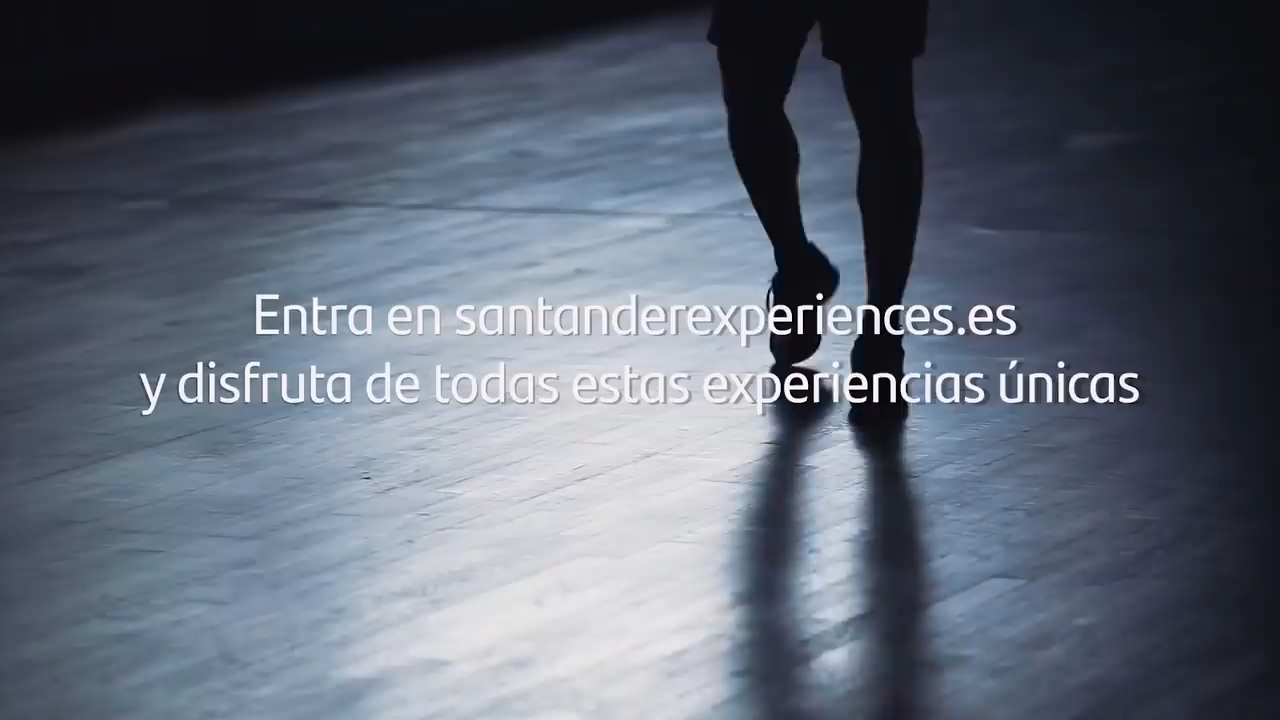 Entra en santanderexperiences.es
y disfruta de todas estas experiencias únicas